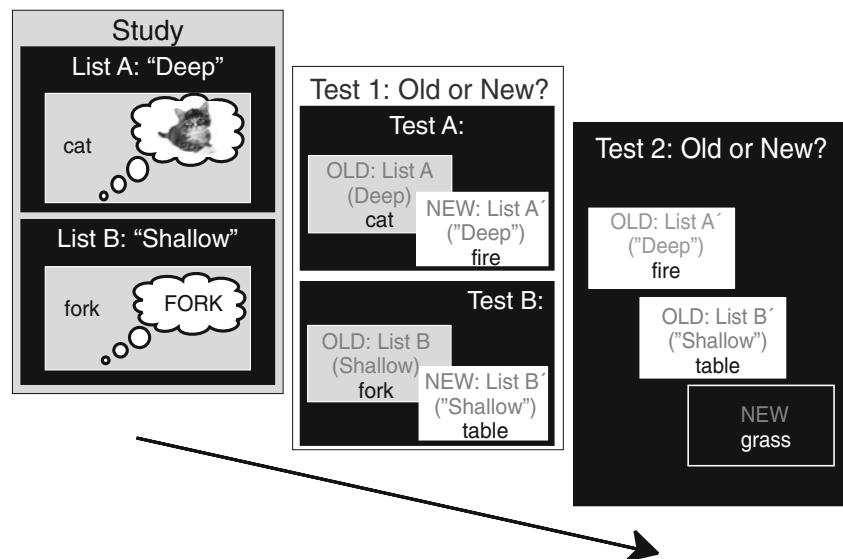 Study
List A: “Deep”
cat
List B: “Shallow”
fork
FORK
Test 1: Old or New?
Test A:
OLD: List A
(Deep)
cat
NEW: List A´
(”Deep”)
fire
Test B:
OLD: List B
(Shallow)
fork
NEW: List B´
(”Shallow”)
table
Test 2: Old or New?
OLD: List A´
(”Deep”)
fire
OLD: List B´
(”Shallow”)
table
NEW
grass